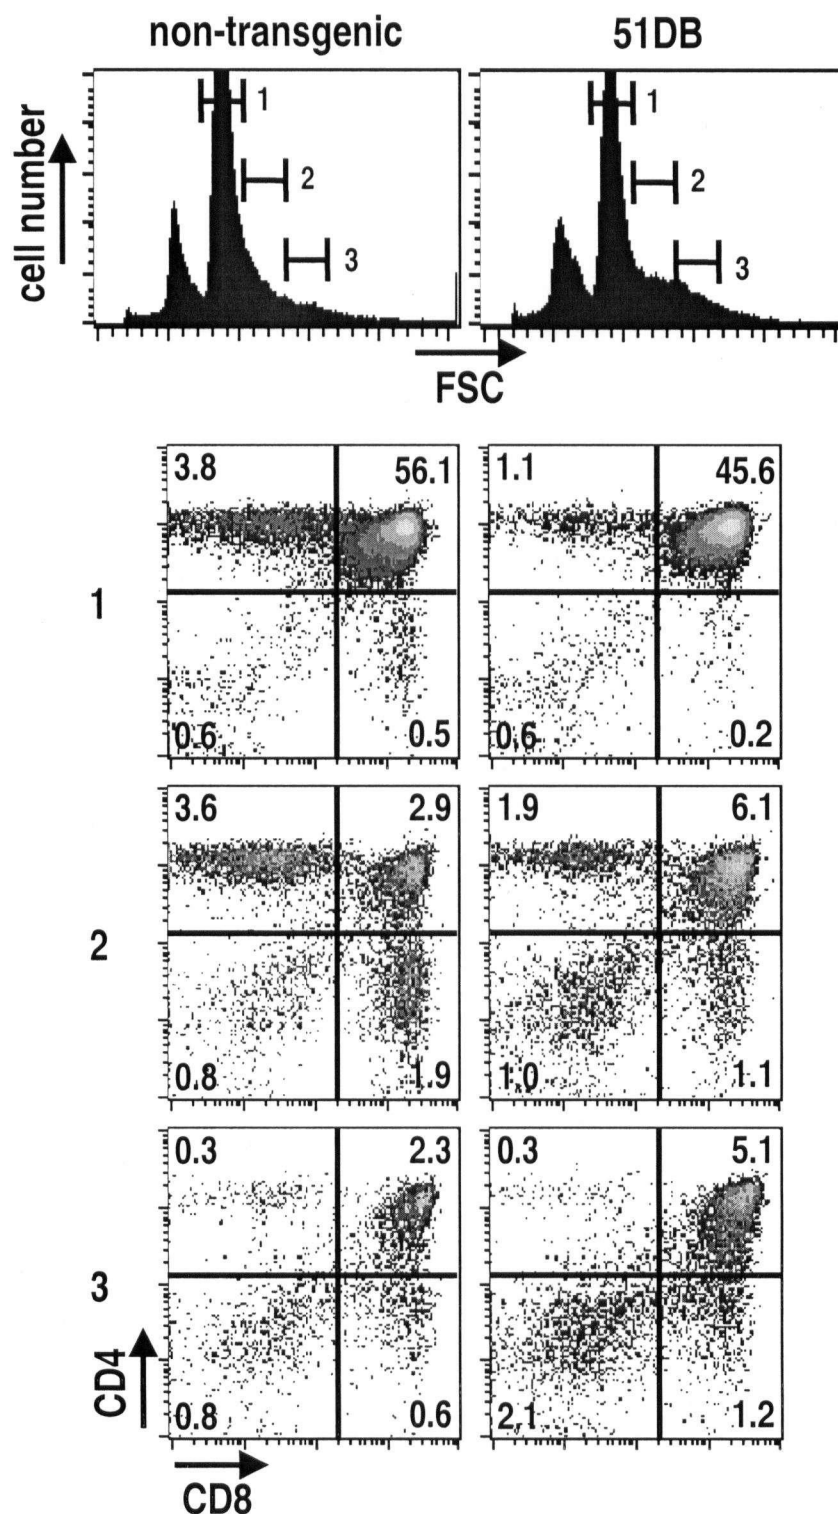 non-transgenic 51DB
cell number
1 1
2 2
3 3
FSC
3.8 56.1 1.1 45.6
1
0.6 0.5 0.6 0.2
3.6 2.9 1.9 6.1
2
0.8 1.9 1.0 1.1
0.3 2.3 0.3 5.1
3
CD4
0.8 0.6 2.1 1.2
CD8